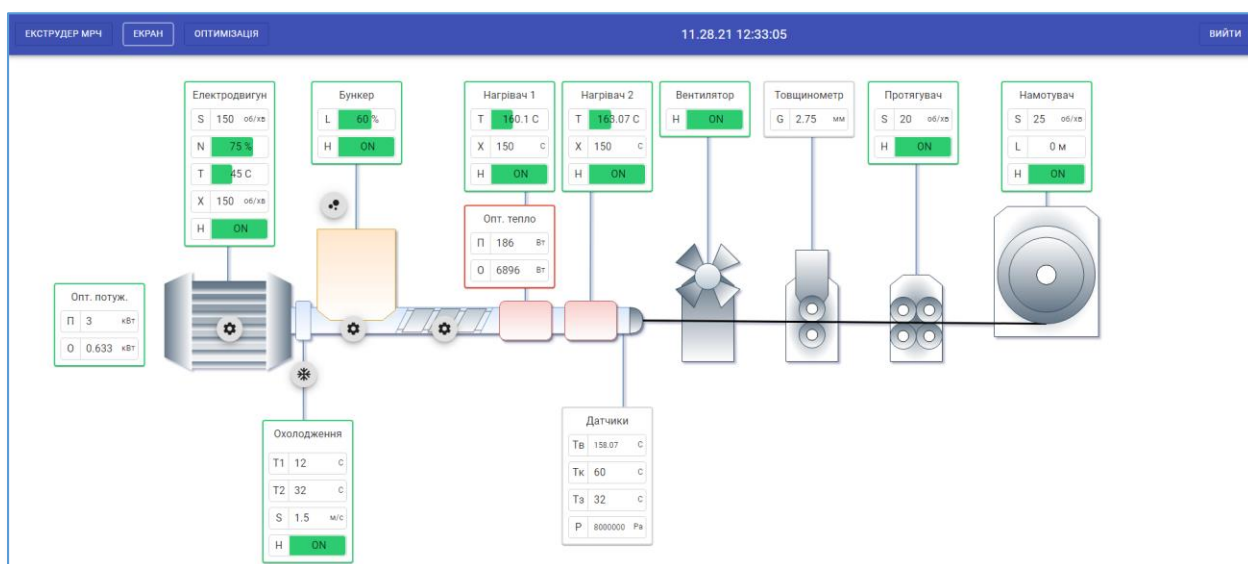 ЕКСТРУДЕР МРЧ ЕКРАН ОПТИМІЗАЦІЯ 11.28.21 12:33:05 ВИЙТИ
Електродвигун
S 150 об/хв
N 75 %
T 45 C
X 150 об/хв
H ON
Бункер
L 60 %
H ON
Нагрівач 1
T 160.1 C
X 150 C
H ON
Нагрівач 2
T 163.07 C
X 150 C
H ON
Вентилятор
H ON
Товщинометр
G 2.75 мм
Протягувач
S 20 об/хв
H ON
Намотувач
S 25 об/хв
L 0 м
H ON
Опт. тепло
П 186 Вт
О 6896 Вт
Опт. потуж.
П 3 кВт
О 0.633 кВт
Охолодження
T1 12 C
T2 32 C
S 1.5 м/с
H ON
Датчики
Тв 158.07 C
Тк 60 C
Тз 32 C
P 8000000 Pa